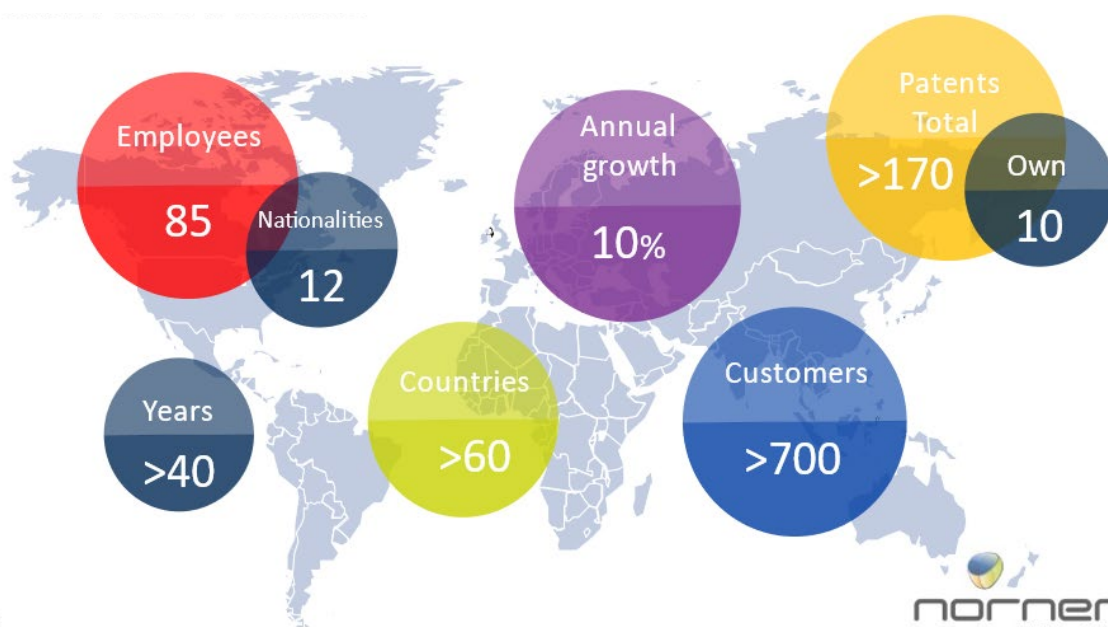 Employees
85
Nationalities
12
Annual
growth
10%
Patents
Total
>170
Own
10
Years
>40
Countries
>60
Customers
>700
norner